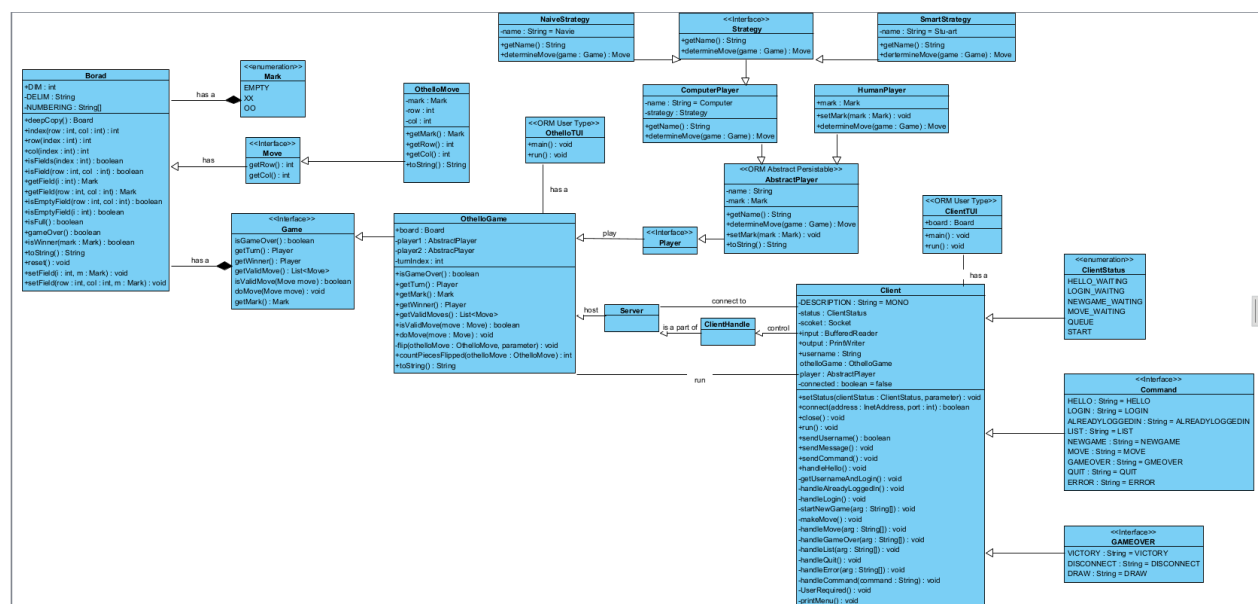 NaiveStrategy
-name : String = Navie
+getName() : String
+determineMove(game : Game) : Move
<<Interface>>
Strategy
+getName() : String
+determineMove(game : Game) : Move
SmartStrategy
-name : String = Stu-art
+getName() : String
+dertermineMove(game : Game) : Move
Borad
+DIM : int
-DELIM : String
-NUMBERING : String[]
+deepCopy() : Board
+index(row : int, col : int) : int
+row(index : int) : int
+col(index : int) : int
+isFields(index : int) : boolean
+isField(row : int, col : int) : boolean
+getField(i : int) : Mark
+getField(row : int, col : int) : Mark
+isEmptyField(row : int, col : int) : boolean
+isEmptyField(i : int) : boolean
+isFull() : boolean
+gameOver() : boolean
+isWinner(mark : Mark) : boolean
+toString() : String
+reset() : void
+setField(i : int, m : Mark) : void
+setField(row : int, col : int, m : Mark) : void
has a
<<enumeration>>
Mark
EMPTY
XX
OO
has
<<Interface>>
Move
getRow() : int
getCol() : int
OthelloMove
-mark : Mark
-row : int
-col : int
+getMark() : Mark
+getRow() : int
+getCol() : int
+toString() : String
<<ORM User Type>>
OthelloTUI
+main() : void
+run() : void
has a
ComputerPlayer
-name : String = Computer
-strategy : Strategy
+getName() : String
+determineMove(game : Game) : Move
HumanPlayer
+mark : Mark
+setMark(mark : Mark) : void
+determineMove(game : Game) : Move
<<ORM Abstract Persistable>>
AbstractPlayer
-name : String
-mark : Mark
+getName() : String
+determineMove(game : Game) : Move
+setMark(mark : Mark) : void
+toString() : String
<<Interface>>
Player
play
has a
<<Interface>>
Game
isGameOver() : boolean
getTurn() : Player
getWinner() : Player
getValidMove() : List<Move>
isValidMove(Move move) : boolean
doMove(Move move) : void
getMark() : Mark
OthelloGame
+board : Board
-player1 : AbstractPlayer
-player2 : AbstracPlayer
-turnIndex : int
+isGameOver() : boolean
+getTurn() : Player
+getMark() : Mark
+getWinner() : Player
+getValidMoves() : List<Move>
+isValidMove(move : Move) : boolean
+doMove(move : Move) : void
-flip(othelloMove : OthelloMove, parameter) : void
+countPiecesFlipped(othelloMove : OthelloMove) : int
+toString() : String
host
Server
connect to
is a part of
ClientHandle
control
run
<<ORM User Type>>
ClientTUI
+board : Board
+main() : void
+run() : void
has a
Client
-DESCRIPTION : String = MONO
-status : ClientStatus
-scoket : Socket
+input : BufferedReader
+output : PrintWriter
+username : String
othelloGame : OthelloGame
player : AbstractPlayer
-connected : boolean = false
+setStatus(clientStatus : ClientStatus, parameter) : void
+connect(address : InetAddress, port : int) : boolean
+close() : void
+run() : void
+sendUsername() : boolean
+sendMessage() : void
+sendCommand() : void
+handleHello() : void
-getUsernameAndLogin() : void
-handleAlreadyLoggedIn() : void
-handleLogin() : void
-startNewGame(arg : String[]) : void
-makeMove() : void
+handleMove(arg : String[]) : void
-handleGameOver(arg : String[]) : void
-handleList(arg : String[]) : void
-handleQuit() : void
-handleError(arg : String[]) : void
-handleCommand(command : String) : void
-UserRequired() : void
-printMenu() : void
<<enumeration>>
ClientStatus
HELLO_WAITING
LOGIN_WAITNG
NEWGAME_WAITING
MOVE_WAITING
QUEUE
START
<<Interface>>
Command
HELLO : String = HELLO
LOGIN : String = LOGIN
ALREADYLOGGEDIN : String = ALREADYLOGGEDIN
LIST : String = LIST
NEWGAME : String = NEWGAME
MOVE : String = MOVE
GAMEOVER : String = GMEOVER
QUIT : String = QUIT
ERROR : String = ERROR
<<Interface>>
GAMEOVER
VICTORY : String = VICTORY
DISCONNECT : String = DISCONNECT
DRAW : String = DRAW